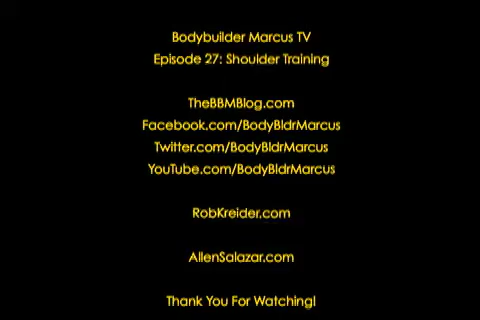 Bodybuilder Marcus TV
Episode 27: Shoulder Training
TheBBMBlog.com
Facebook.com/BodyBldrMarcus
Twitter.com/BodyBldrMarcus
YouTube.com/BodyBldrMarcus
RobKreider.com
AllenSalazar.com
Thank You For Watching!